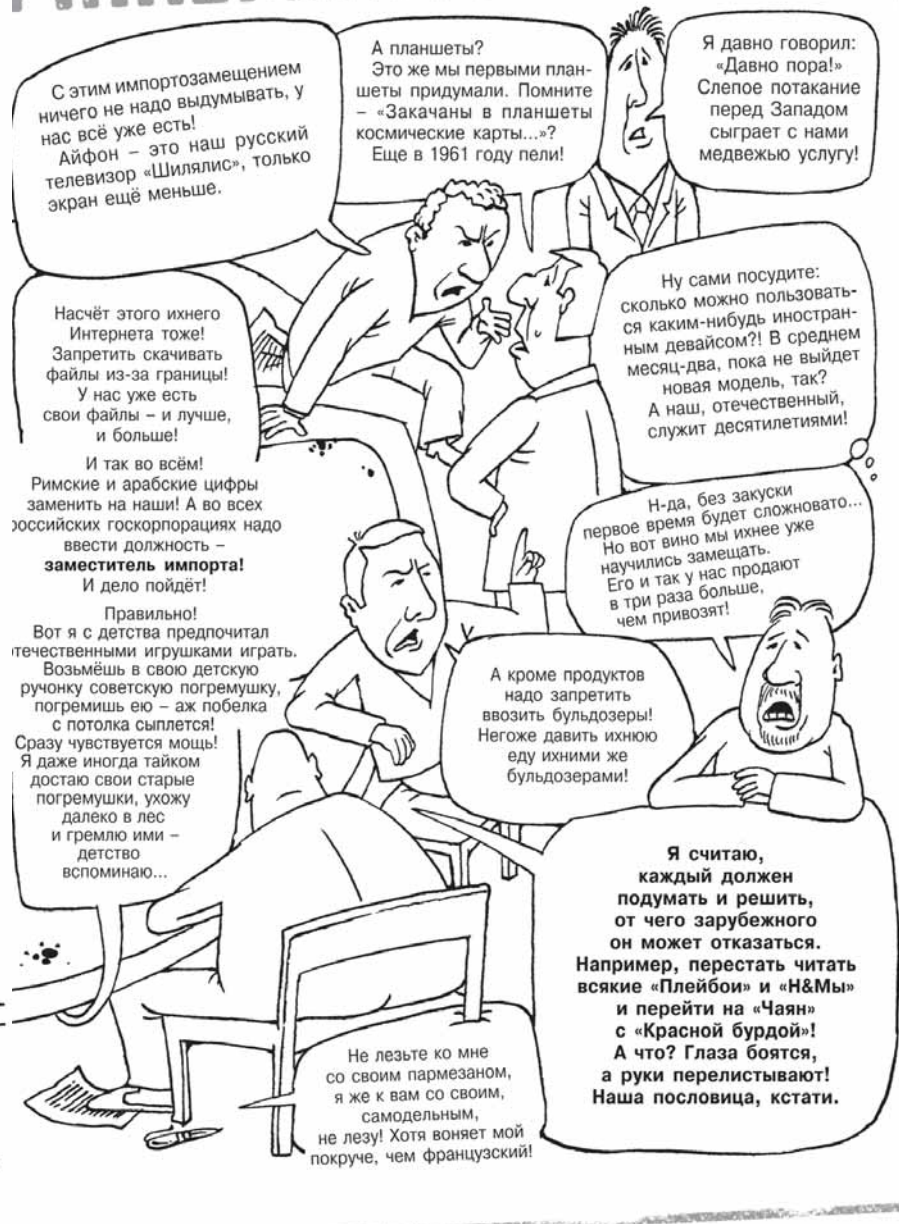 С этим импортозамещением
ничего не надо выдумывать, у
нас всё уже есть!
Айфон – это наш русский
телевизор «Шилялис», только
экран ещё меньше.
А планшеты?
Это же мы первыми план-
шеты придумали. Помните
– «Закачаны в планшеты
космические карты...»?
Еще в 1961 году пели!
Я давно говорил:
«Давно пора!»
Слепое потакание
перед Западом
сыграет с нами
медвежью услугу!
Насчёт этого ихнего
Интернета тоже!
Запретить скачивать
файлы из-за границы!
У нас уже есть
свои файлы – и лучше,
и больше!
И так во всём!
Римские и арабские цифры
заменить на наши! А во всех
российских госкорпорациях надо
ввести должность –
заместитель импорта!
И дело пойдёт!
Правильно!
Вот я с детства предпочитал
отечественными игрушками играть.
Возьмёшь в свою детскую
ручонку советскую погремушку,
погремишь ею – аж побелка
с потолка сыплется!
Сразу чувствуется мощь!
Я даже иногда тайком
достаю свои старые
погремушки, ухожу
далеко в лес
и гремлю ими –
детство
вспоминаю...
Ну сами посудите:
сколько можно пользовать-
ся каким-нибудь иностран-
ным девайсом?! В среднем
месяц-два, пока не выйдет
новая модель, так?
А наш, отечественный,
служит десятилетиями!
Н-да, без закуски
первое время будет сложновато...
Но вот вино мы ихнее уже
научились замещать.
Его и так у нас продают
в три раза больше,
чем привозят!
А кроме продуктов
надо запретить
ввозить бульдозеры!
Негоже давить ихнюю
еду ихними же
бульдозерами!
Я считаю,
каждый должен
подумать и решить,
от чего зарубежного
он может отказаться.
Например, перестать читать
всякие «Плейбои» и «Н&Мы»
и перейти на «Чаян»
с «Красной бурдой»!
А что? Глаза боятся,
а руки перелистывают!
Наша пословица, кстати.
Не лезьте ко мне
со своим пармезаном,
я же к вам со своим,
самодельным,
не лезу! Хотя воняет мой
покруче, чем французский!